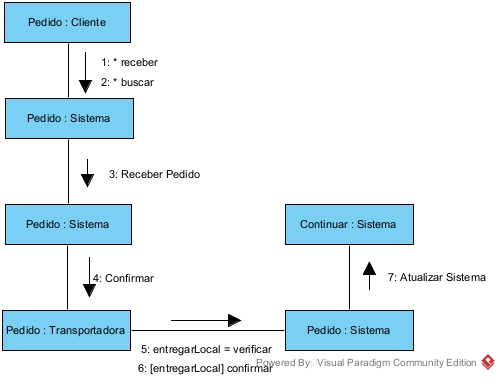 Pedido : Cliente
1: * receber
2: * buscar
Pedido : Sistema
3: Receber Pedido
Pedido : Sistema
Continuar : Sistema
4: Confirmar
7: Atualizar Sistema
Pedido : Transportadora
Pedido : Sistema
5: entregarLocal = verificar
6: [entregarLocal] confirmar
Powered By Visual Paradigm Community Edition